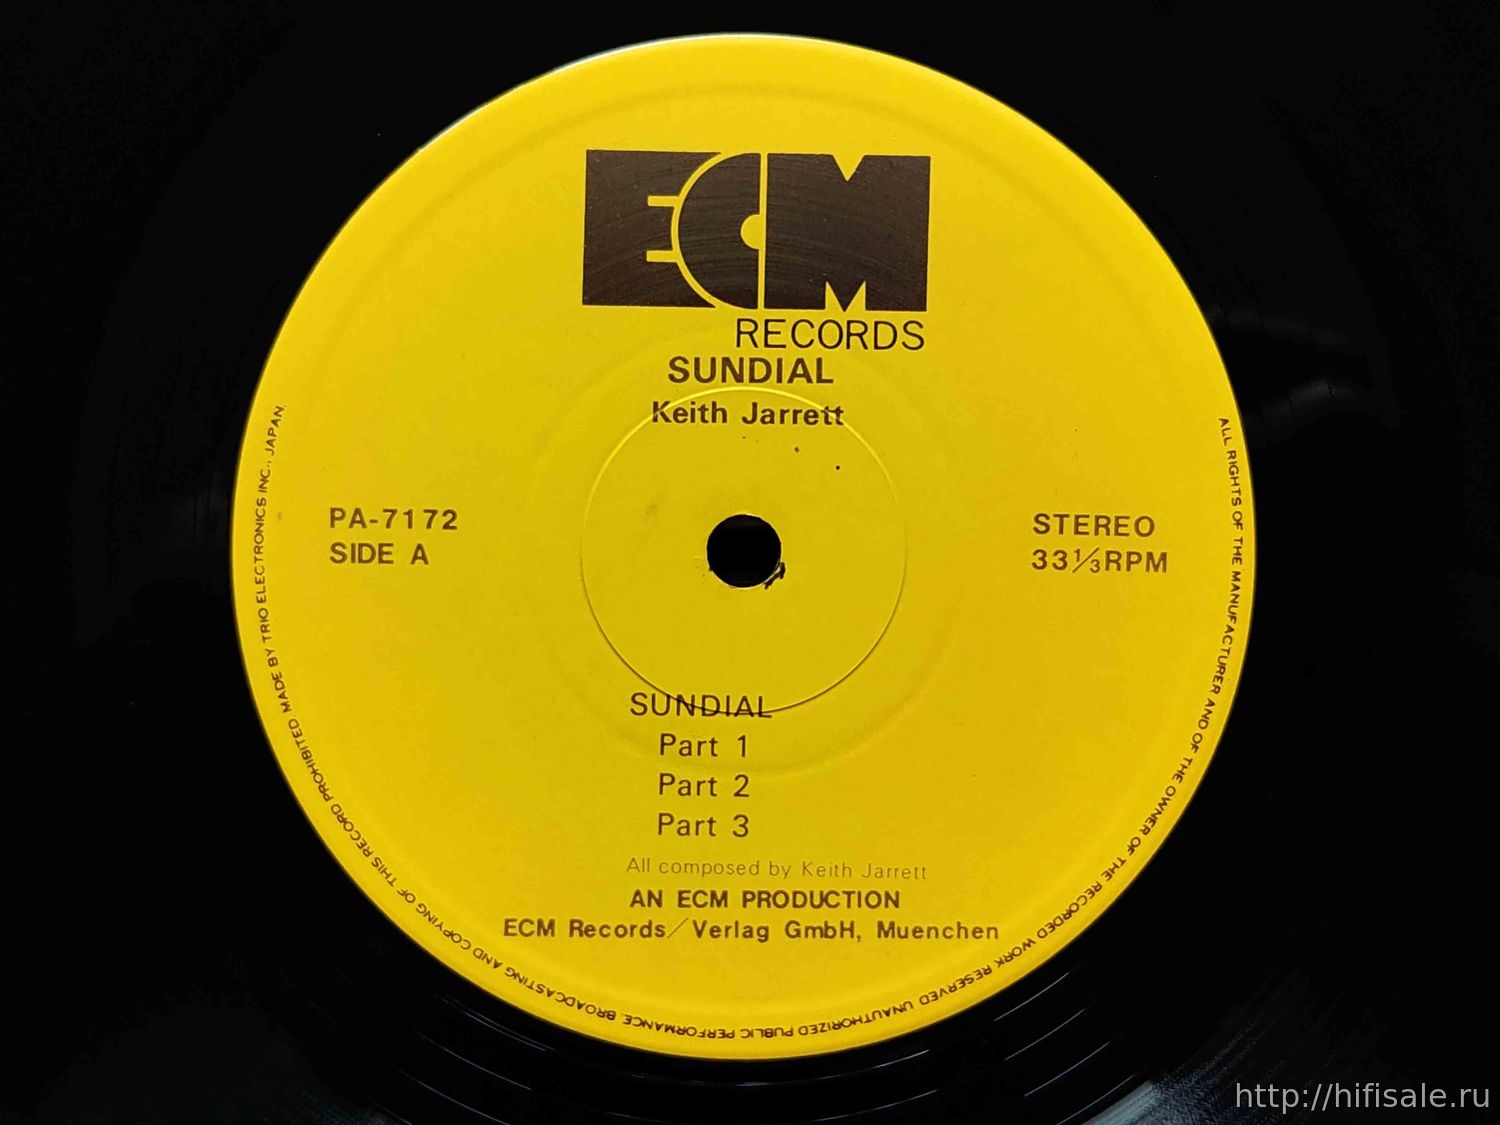 ECM
RECORDS
SUNDIAL
Keith Jarrett
PA-7172
SIDE A
STEREO
33⅓RPM
SUNDIAL
Part 1
Part 2
Part 3
All composed by Keith Jarrett
AN ECM PRODUCTION
ECM Records/Verlag GmbH, Muenchen
ALL RIGHTS OF THE MANUFACTURER AND OF THE OWNER OF THE RECORDED WORK RESERVED UNAUTHORIZED PUBLIC PERFORMANCE. BROADCASTING AND COPYING OF THIS RECORD PROHIBITED MADE BY TRIO ELECTRONICS INC., JAPAN.
http://hifisale.ru